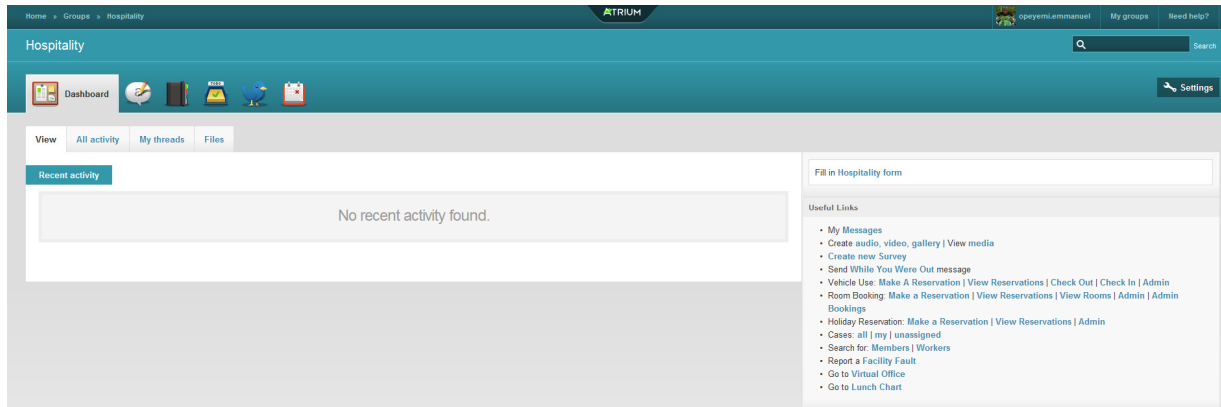 Home » Groups » Hospitality
ATRIUM
opeyemi.emmanuel My groups Need help?
Hospitality
Search
Dashboard
TODO
Settings
View All activity My threads Files
Recent activity
No recent activity found.
Fill in Hospitality form
Useful Links
• My Messages
• Create audio, video, gallery | View media
• Create new Survey
• Send While You Were Out message
• Vehicle Use: Make A Reservation | View Reservations | Check Out | Check In | Admin
• Room Booking: Make a Reservation | View Reservations | View Rooms | Admin | Admin
Bookings
• Holiday Reservation: Make a Reservation | View Reservations | Admin
• Cases: all | my | unassigned
• Search for: Members | Workers
• Report a Facility Fault
• Go to Virtual Office
• Go to Lunch Chart